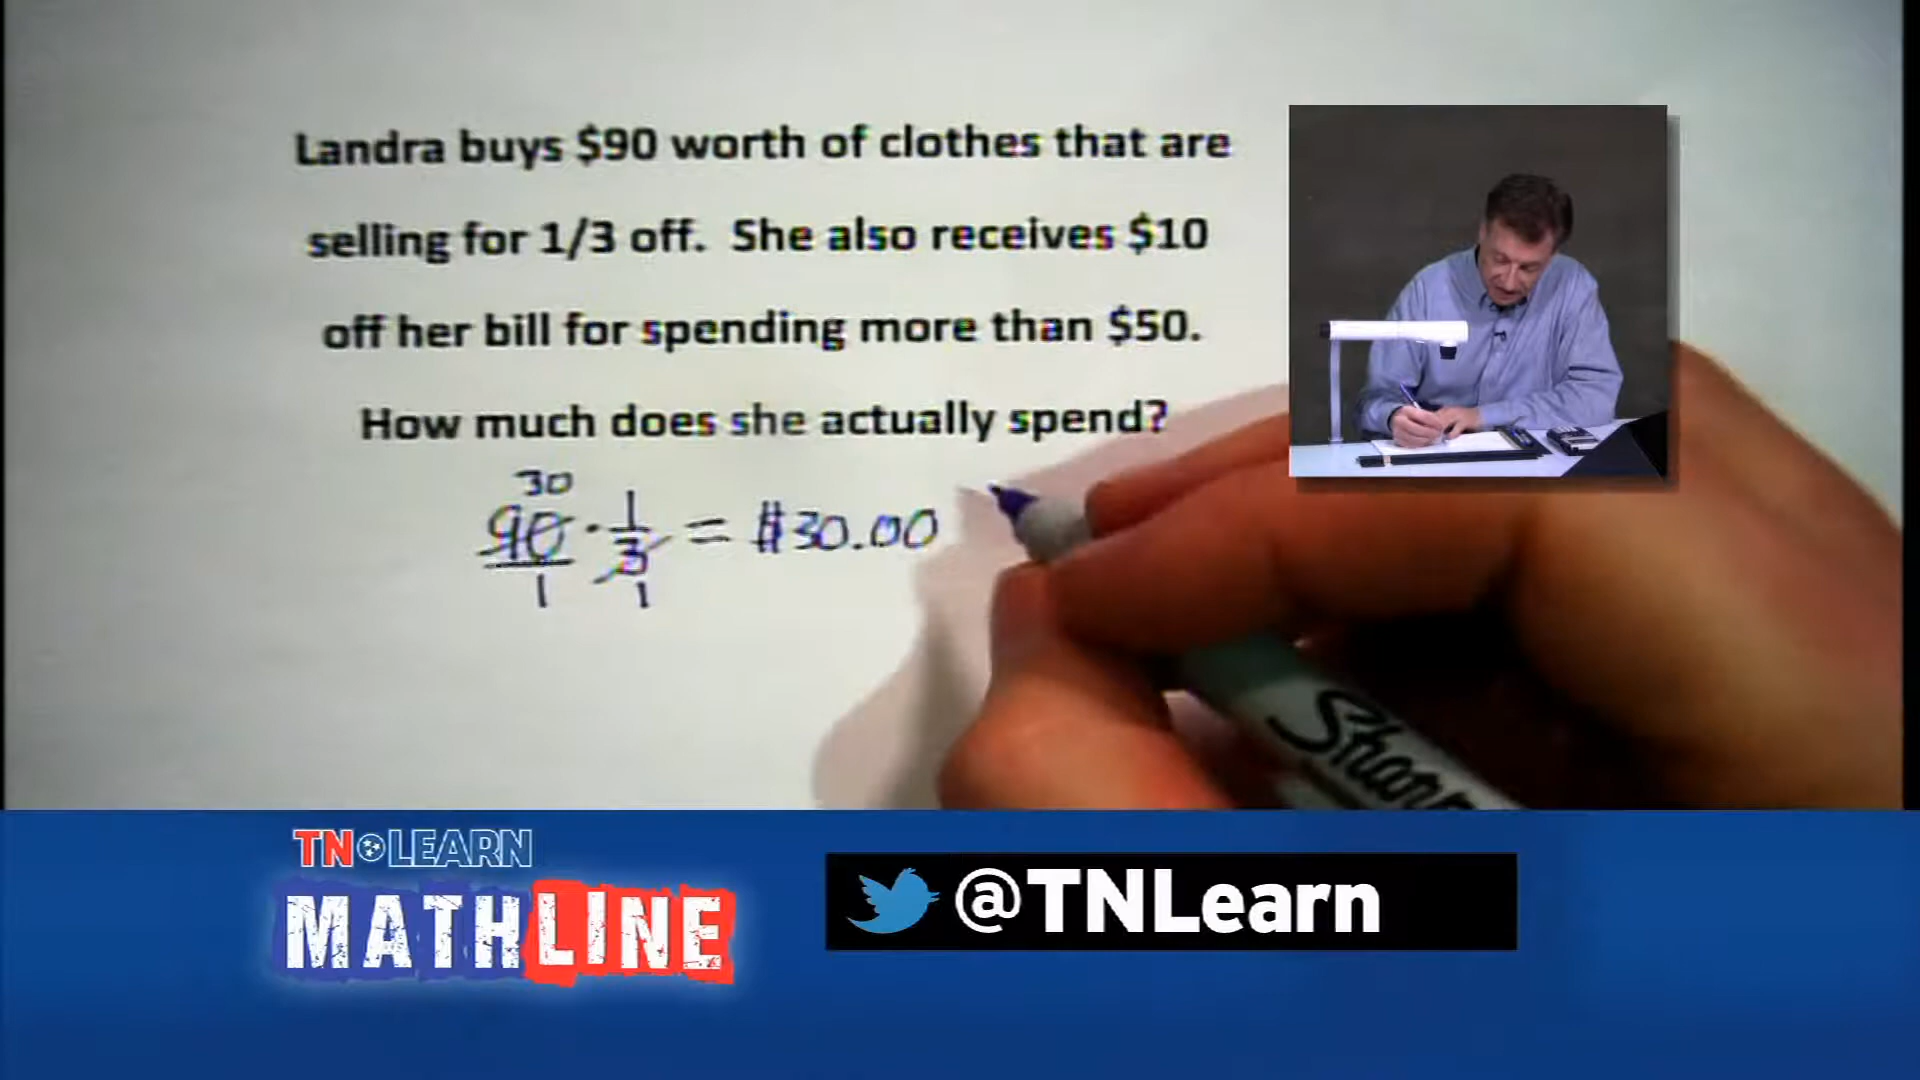 Landra buys $90 worth of clothes that are
selling for 1/3 off. She also receives $10
off her bill for spending more than $50.
How much does she actually spend?
30
90 · 1 = $30.00
3
1 1
Sharp
TN LEARN
MATHLINE
@TNLearn